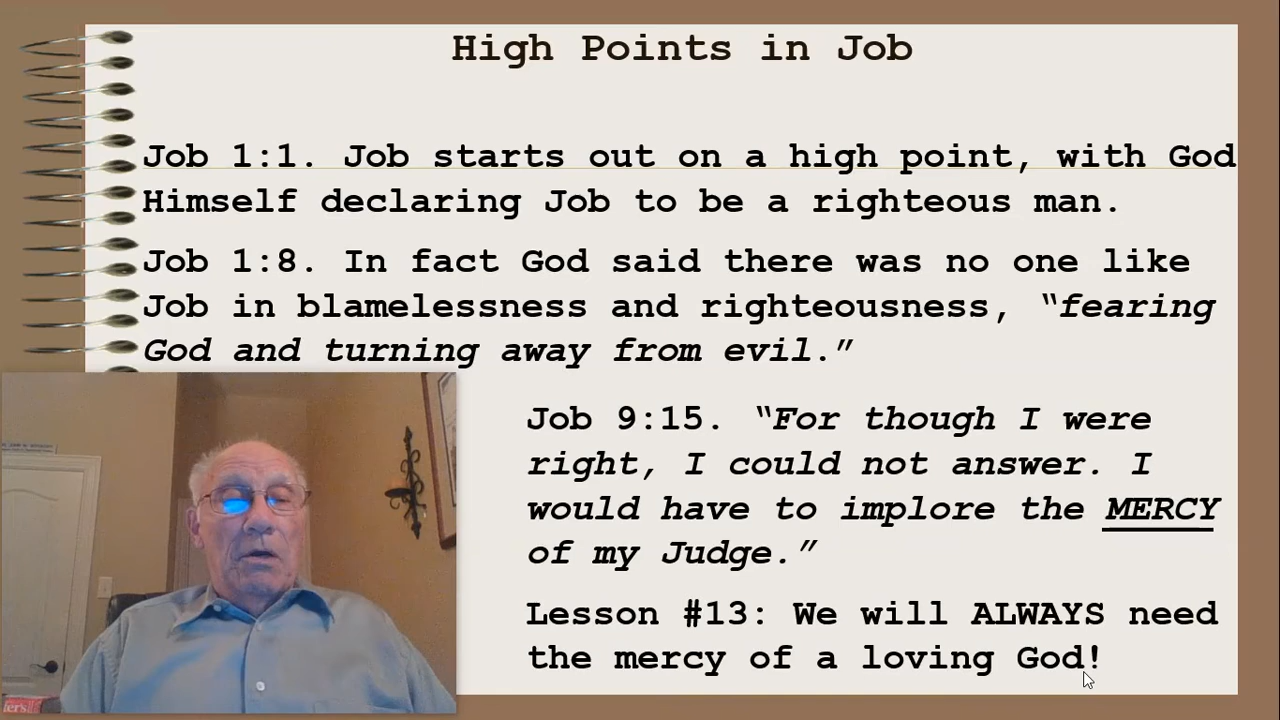 High Points in Job
Job 1:1. Job starts out on a high point, with God
Himself declaring Job to be a righteous man.
Job 1:8. In fact God said there was no one like
Job in blamelessness and righteousness, “fearing
God and turning away from evil.”
Job 9:15. “For though I were
right, I could not answer. I
would have to implore the MERCY
of my Judge.”
Lesson #13: We will ALWAYS need
the mercy of a loving God!